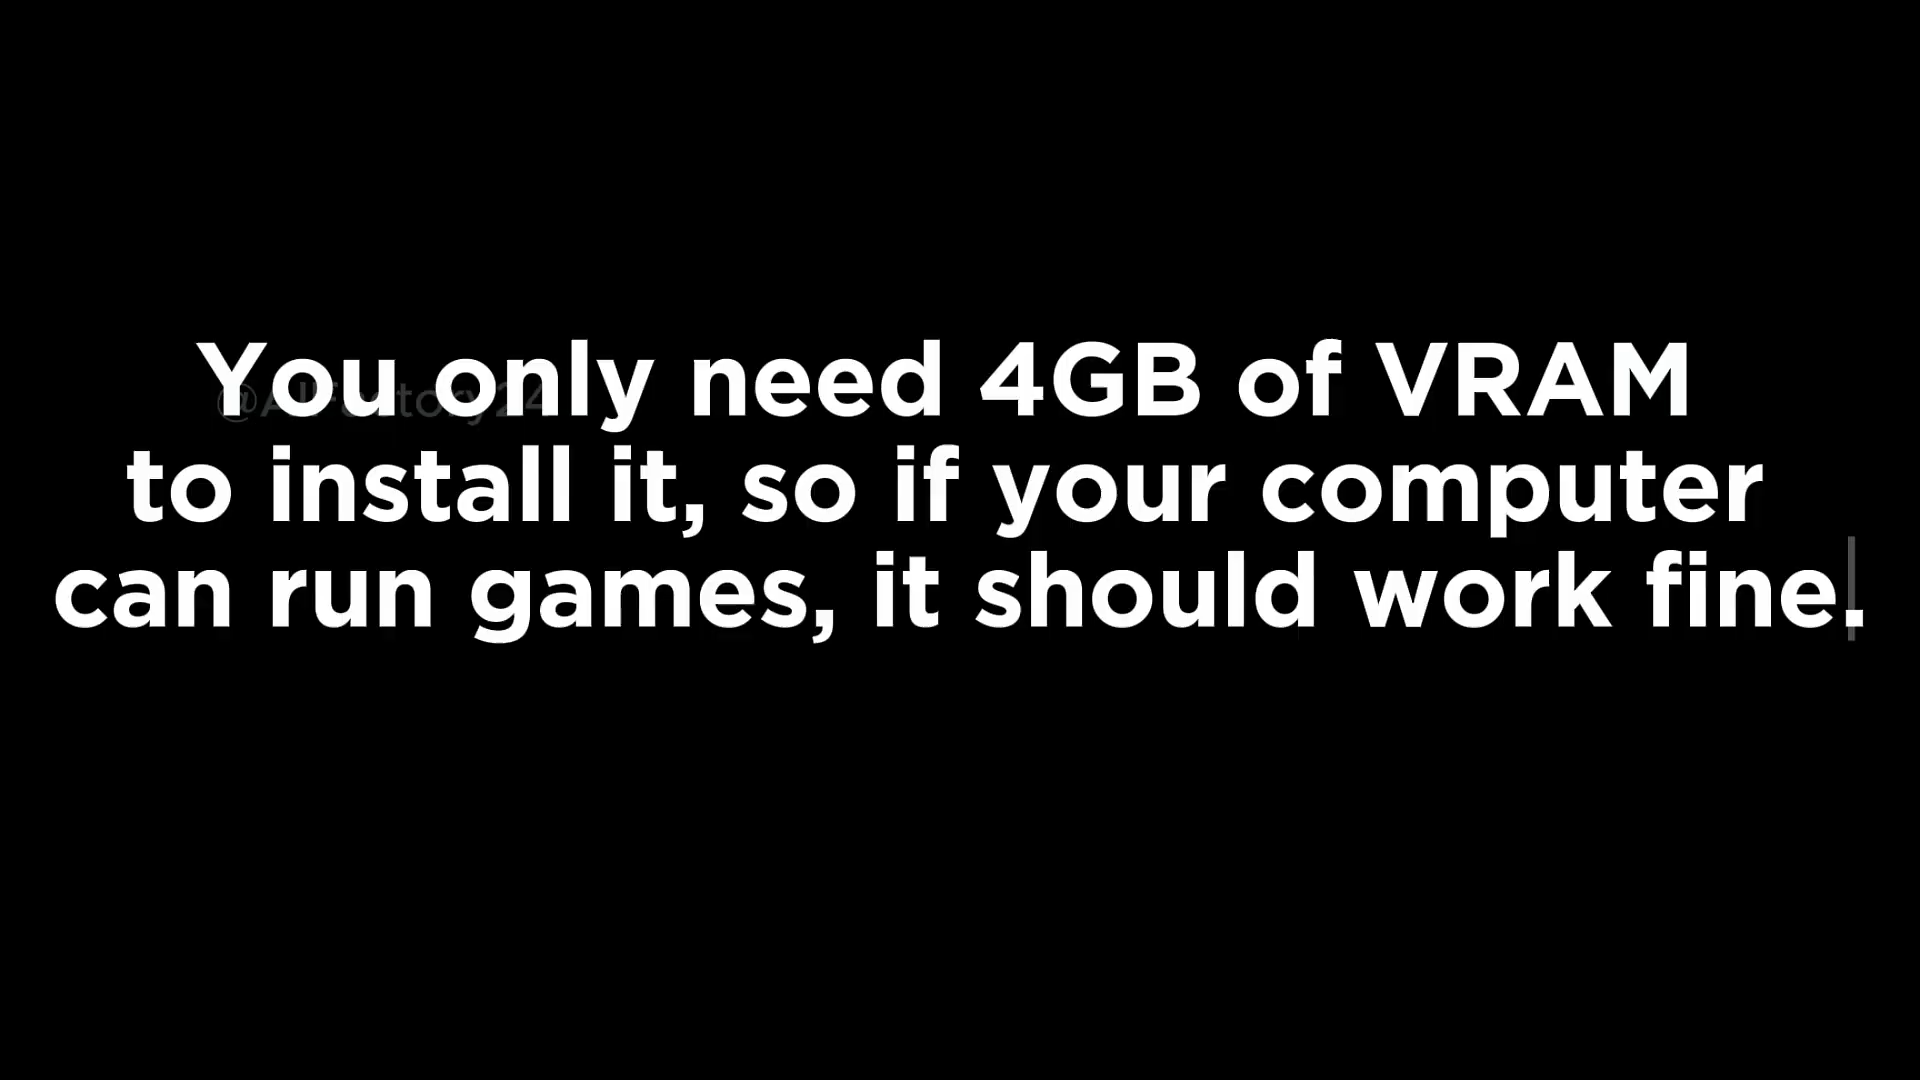 You only need 4GB of VRAM
@AIFactory24
to install it, so if your computer
can run games, it should work fine.